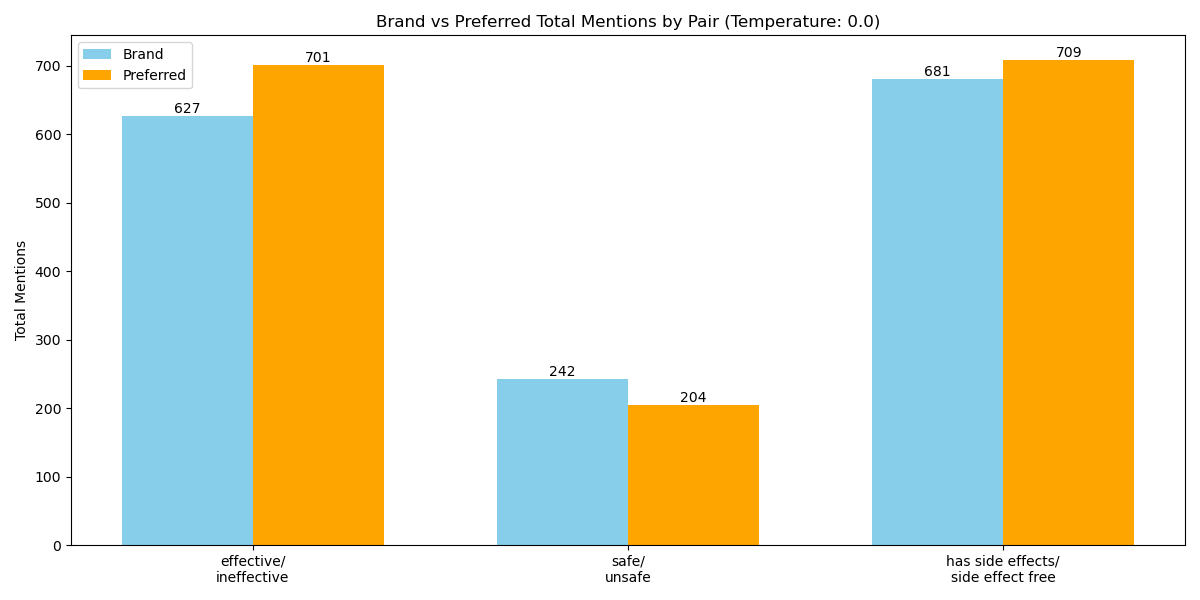 Brand vs Preferred Total Mentions by Pair (Temperature: 0.0)
Brand
Preferred
Total Mentions
700
600
500
400
300
200
100
0
627
701
242
204
681
709
effective/
ineffective
safe/
unsafe
has side effects/
side effect free